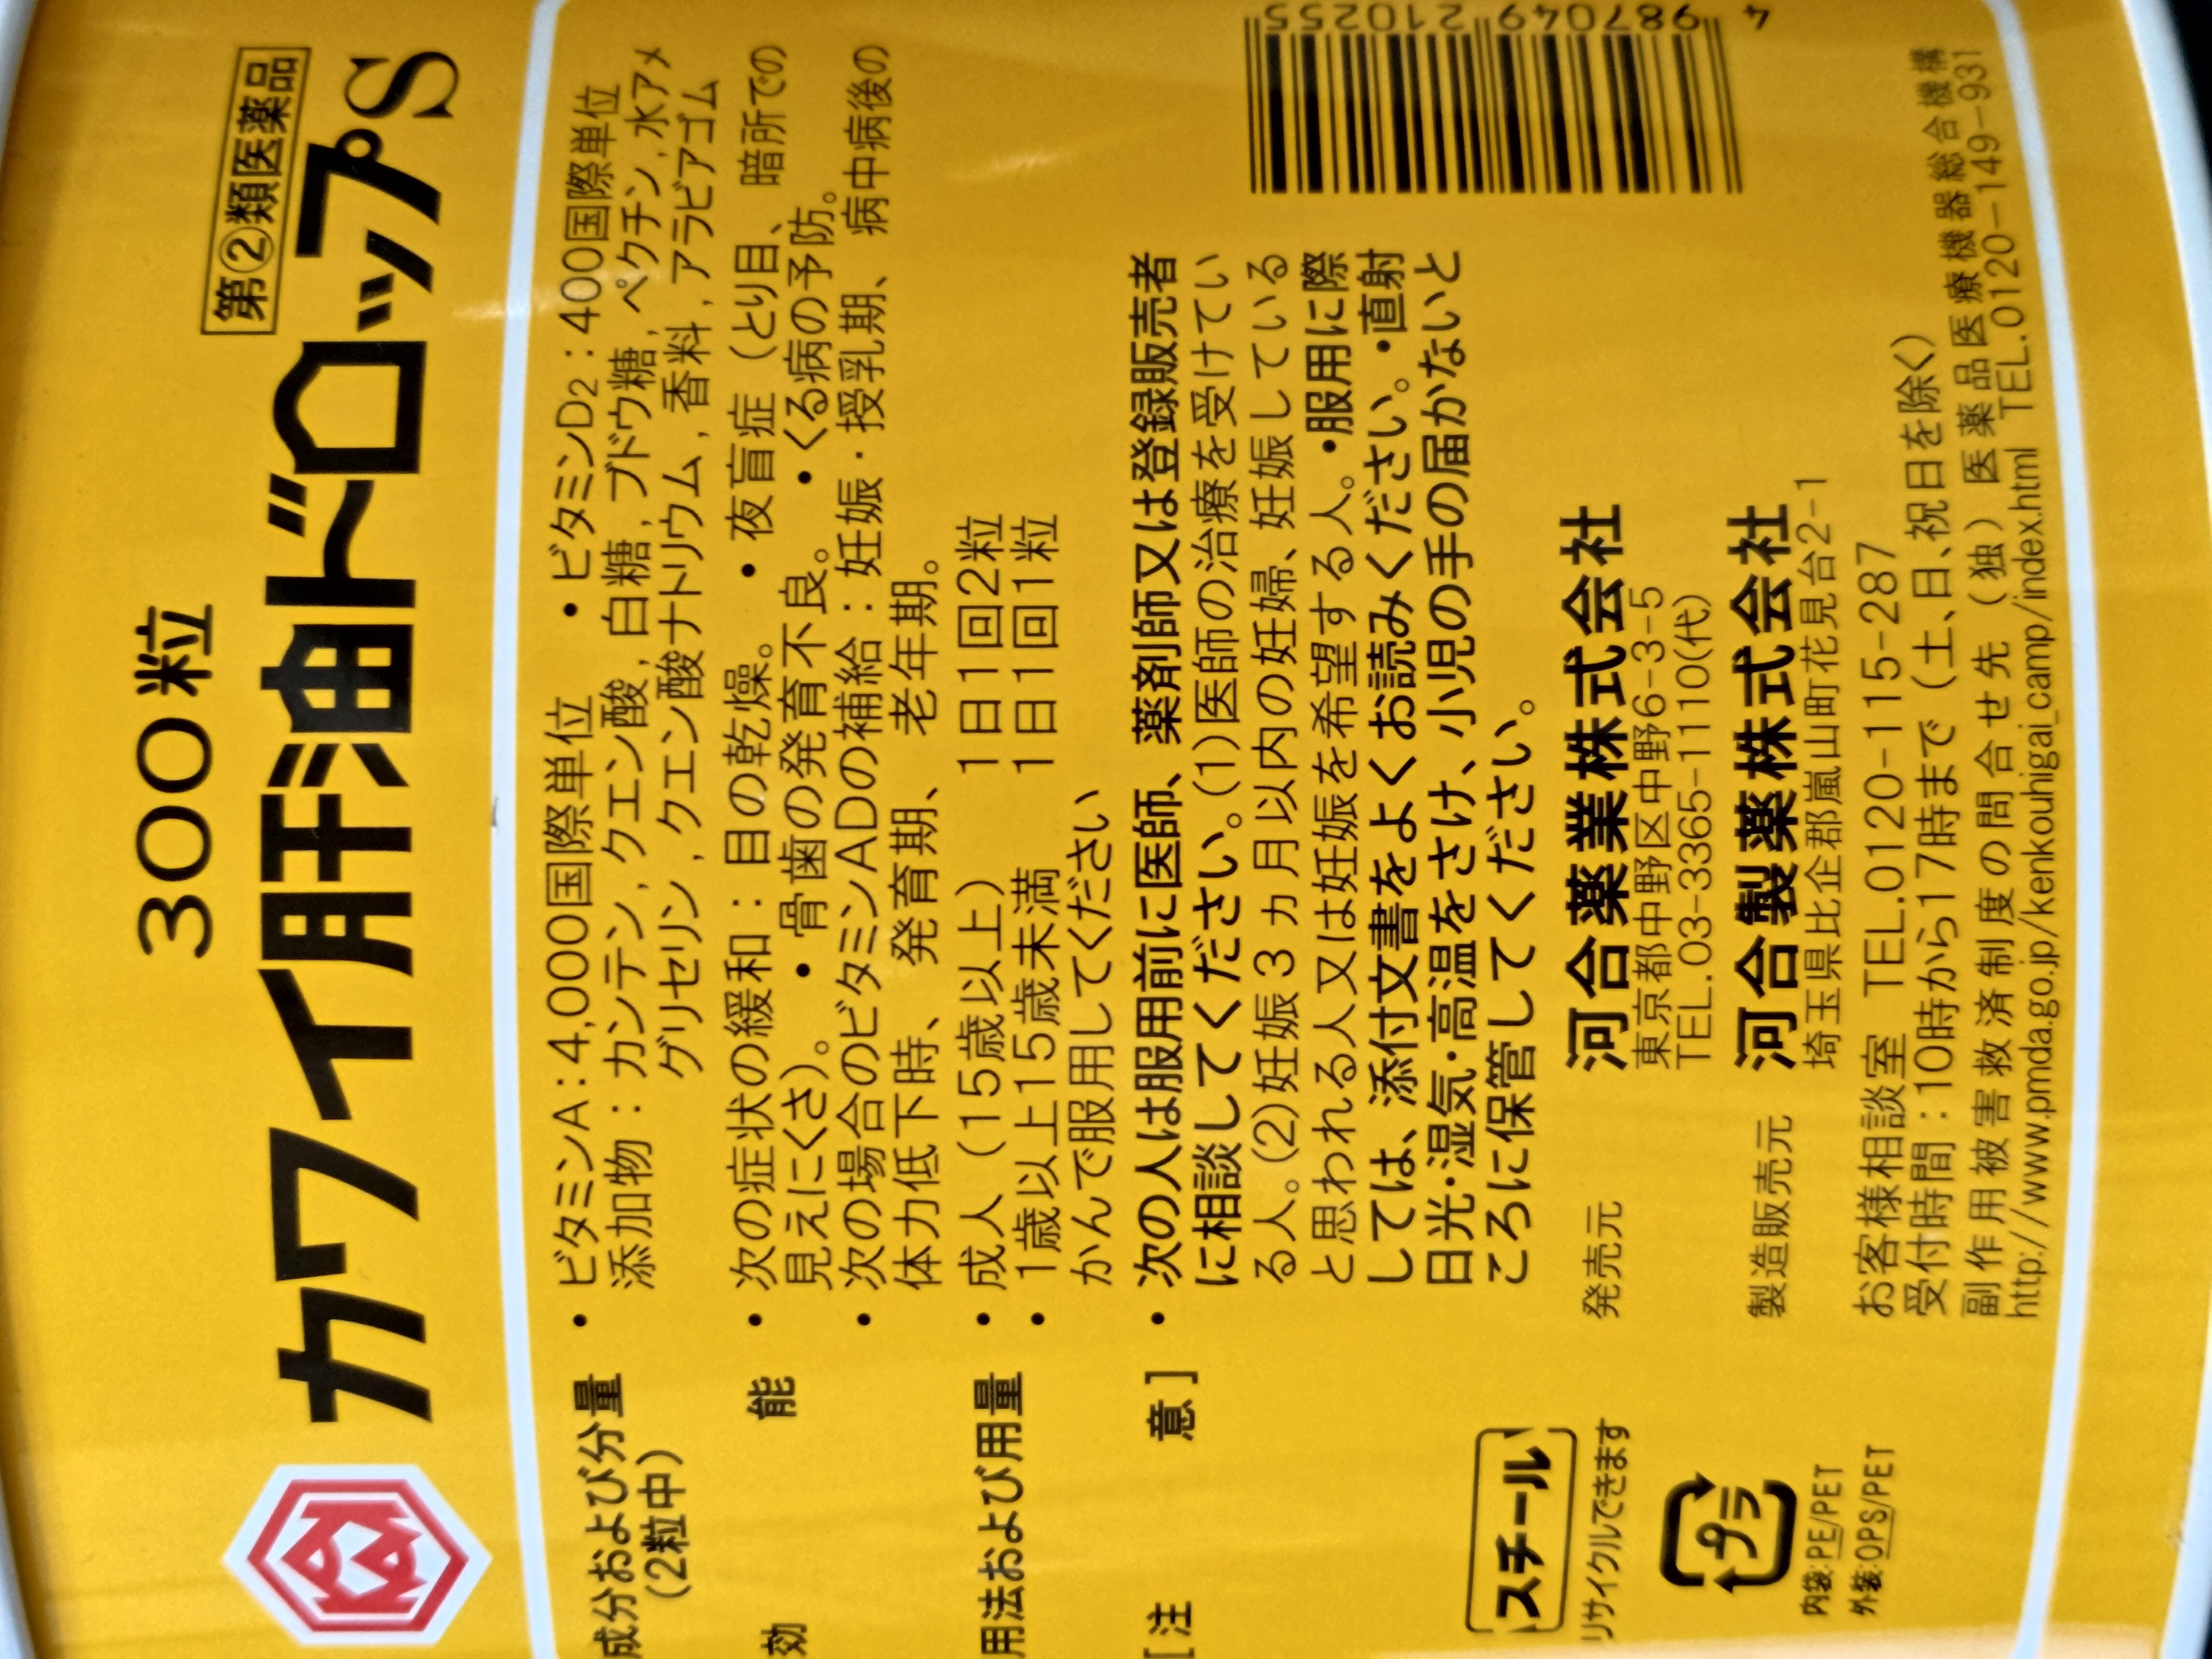 300粒
第②類医薬品
カワイ肝油ドロップS
成分および分量
(2粒中)
・ビタミンA:4,000国際単位 ・ビタミンD2:400国際単位
添加物:カンテン,クエン酸,白糖,ブドウ糖,ペクチン,水アメ
グリセリン,クエン酸ナトリウム,香料,アラビアゴム
効能
・次の症状の緩和:目の乾燥。 ・夜盲症(とり目、暗所での
見えにくさ)。 ・骨歯の発育不良。 ・くる病の予防。
・次の場合のビタミンADの補給:妊娠・授乳期、病中病後の
体力低下時、発育期、老年期。
用法および用量
・成人(15歳以上) 1日1回2粒
・1歳以上15歳未満 1日1回1粒
かんで服用してください
[注意]
・次の人は服用前に医師、薬剤師又は登録販売者
に相談してください。(1)医師の治療を受けてい
る人。(2)妊娠3ヵ月以内の妊婦、妊娠している
と思われる人又は妊娠を希望する人。・服用に際
しては、添付文書をよくお読みください。・直射
日光・湿気・高温をさけ、小児の手の届かないと
ころに保管してください。
4 987049 210255
発売元 河合薬業株式会社
東京都中野区中野6-3-5
TEL.03-3365-1110(代)
製造販売元 河合製薬株式会社
埼玉県比企郡嵐山町花見台2-1
お客様相談室 TEL.0120-115-287
受付時間:10時から17時まで(土、日、祝日を除く)
副作用被害救済制度の問合せ先(独)医薬品医療機器総合機構
http://www.pmda.go.jp/kenkouhigai_camp/index.html TEL.0120-149-931
スチール
リサイクルできます
プラ
内袋:PE/PET
外装:OPS/PET